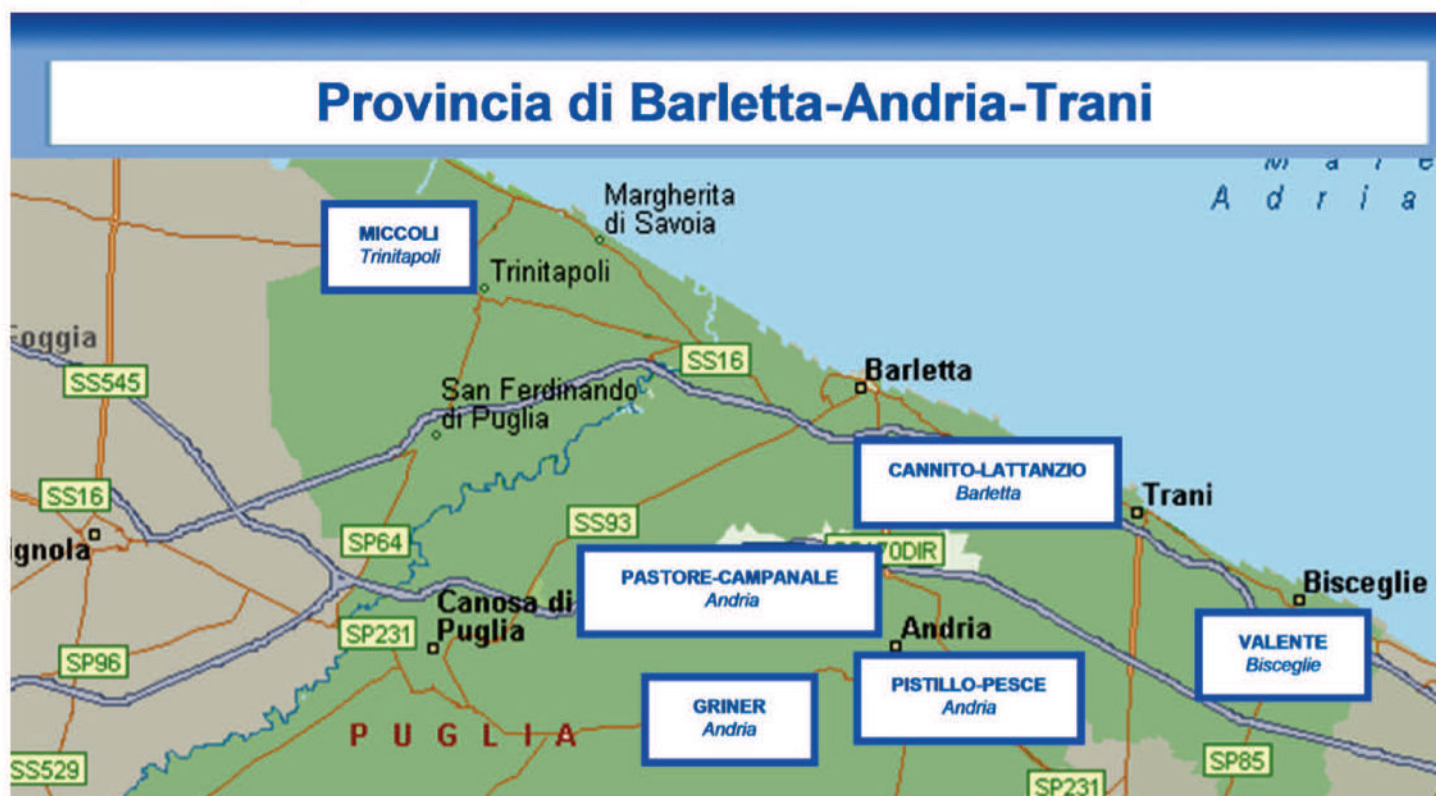 Provincia di Barletta-Andria-Trani
Adria
MICCOLI
Trinitapoli
Margherita
di Savoia
Trinitapoli
Foggia
SS545
SS16
Barletta
San Ferdinando
di Puglia
CANNITO-LATTANZIO
Barletta
Trani
SS16
SS93
SP64
ignola
PASTORE-CAMPANALE
Andria
Bisceglie
Canosa di
Puglia
SP231
Andria
VALENTE
Bisceglie
SP96
PISTILLO-PESCE
Andria
GRINER
Andria
PUGLIA
SS529
SP85
SP231